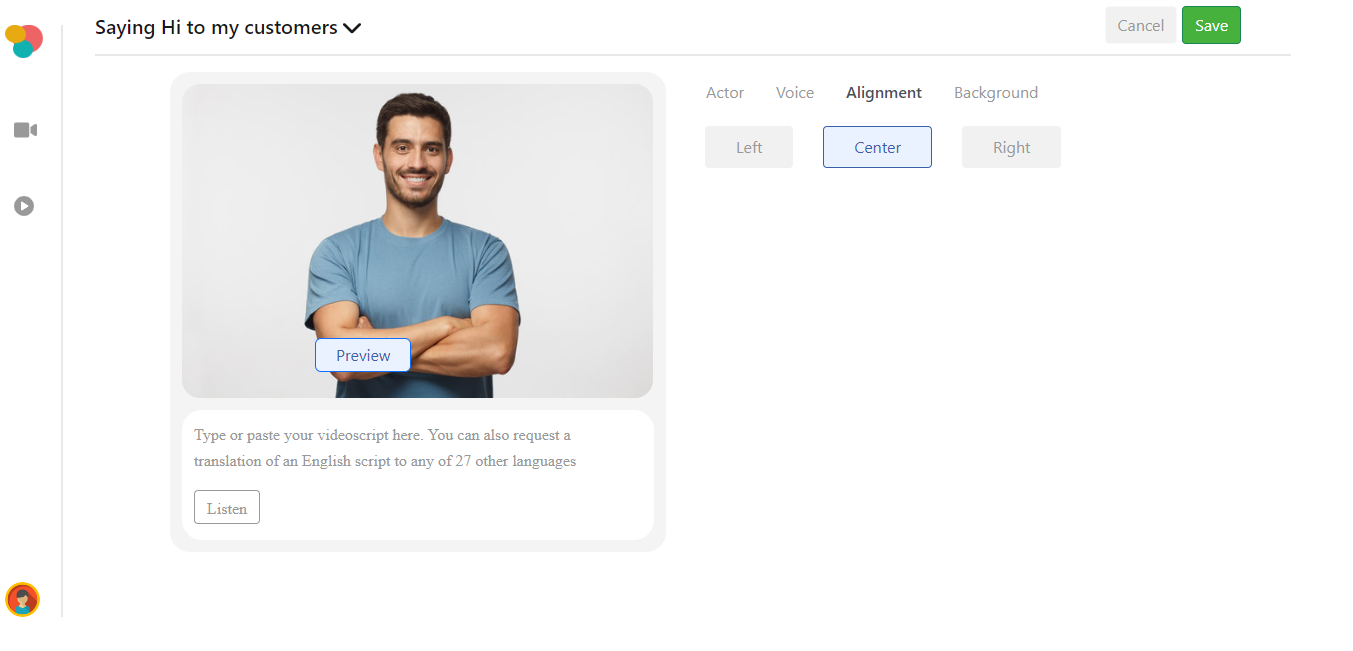 Saying Hi to my customers
Cancel
Save
Actor
Voice
Alignment
Background
Left
Center
Right
Preview
Type or paste your videoscript here. You can also request a
translation of an English script to any of 27 other languages
Listen